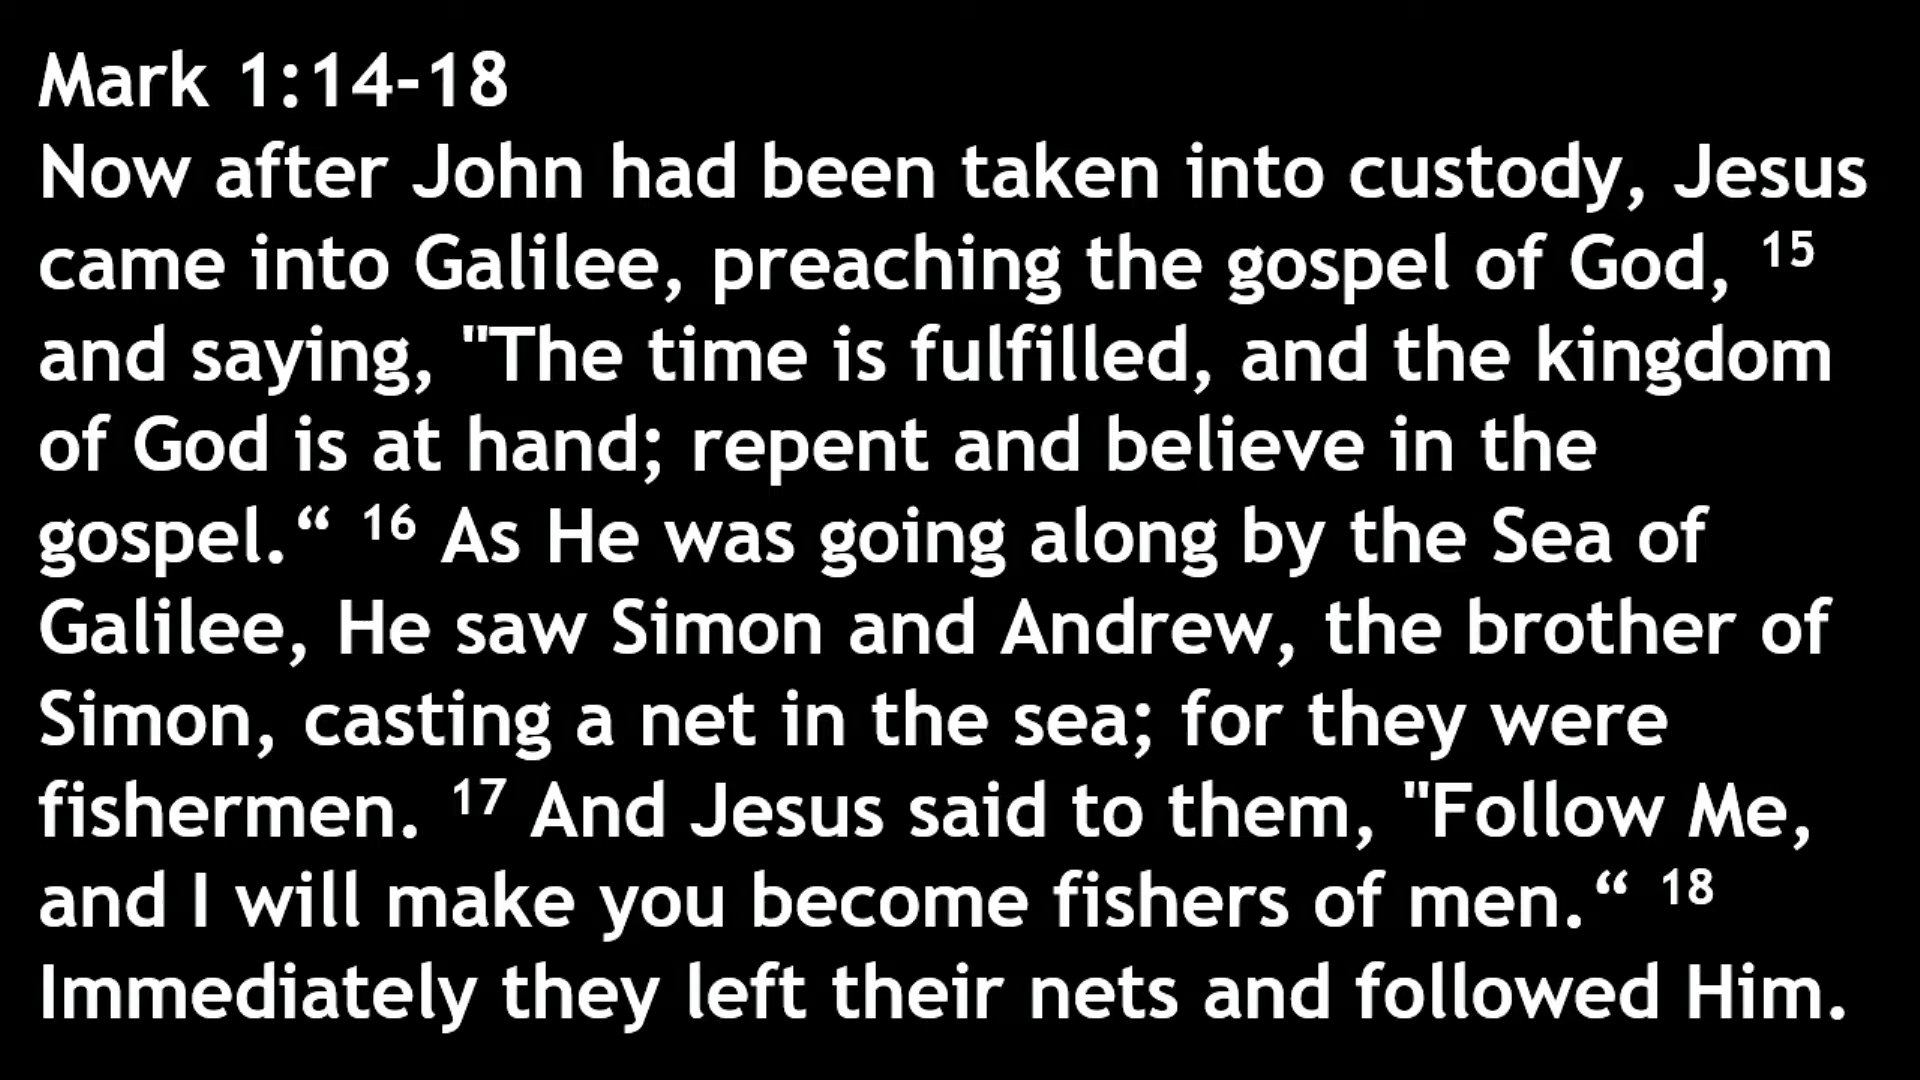 Mark 1:14-18
Now after John had been taken into custody, Jesus
came into Galilee, preaching the gospel of God, 15
and saying, "The time is fulfilled, and the kingdom
of God is at hand; repent and believe in the
gospel.“ 16 As He was going along by the Sea of
Galilee, He saw Simon and Andrew, the brother of
Simon, casting a net in the sea; for they were
fishermen. 17 And Jesus said to them, "Follow Me,
and I will make you become fishers of men.“ 18
Immediately they left their nets and followed Him.